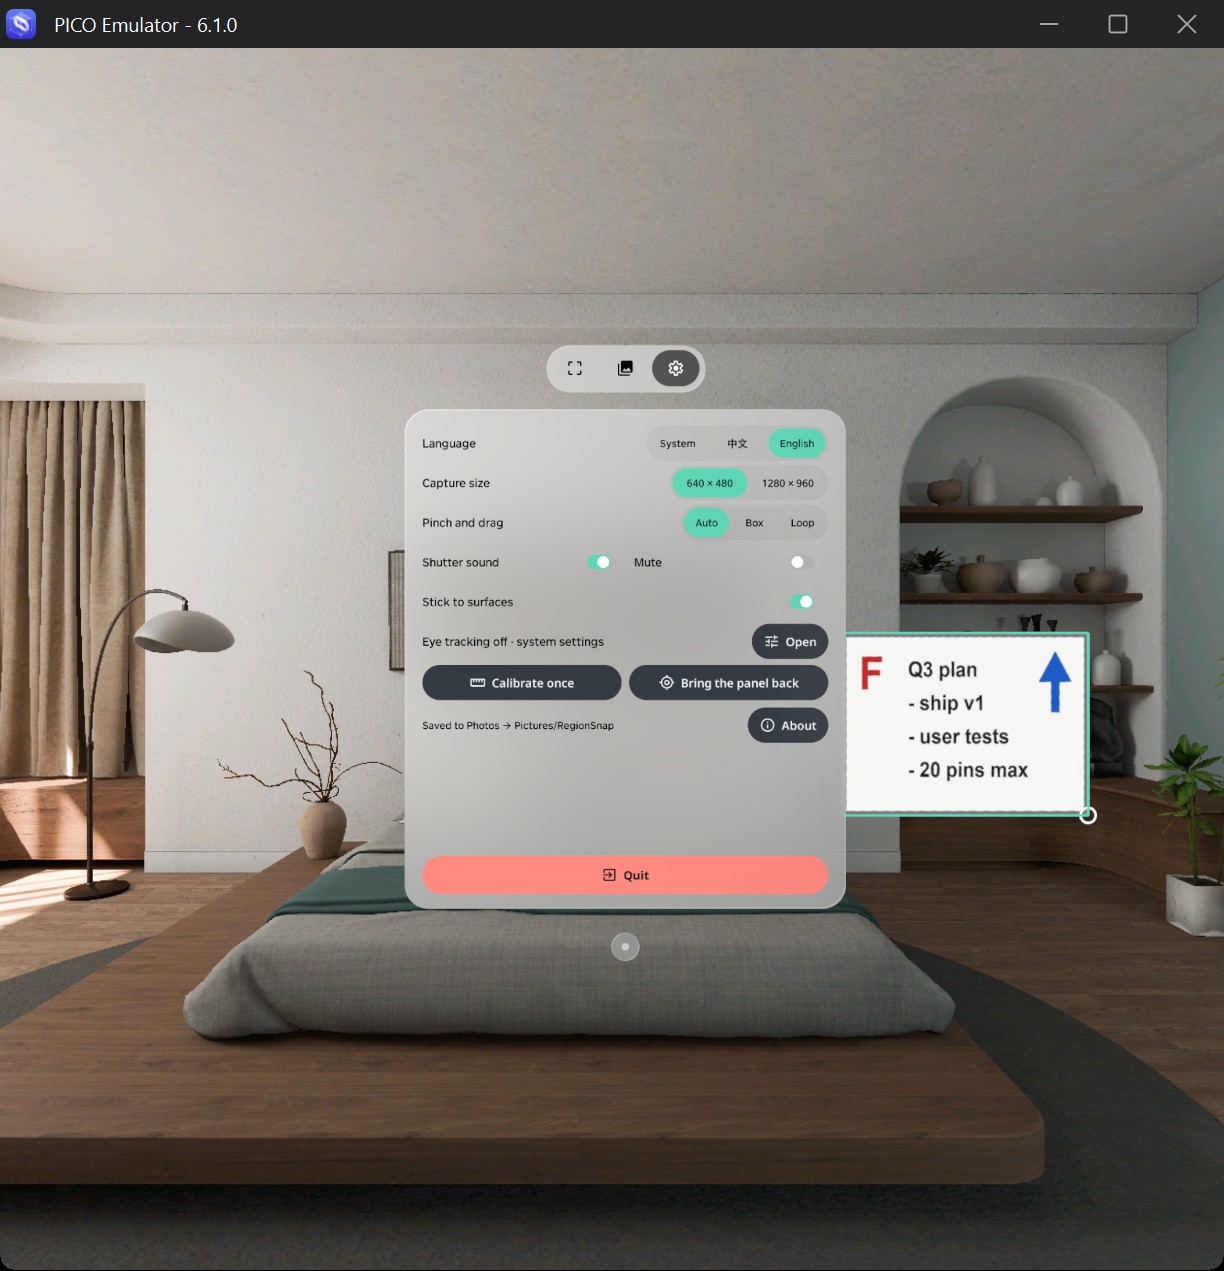 PICO Emulator - 6.1.0
Language System 中文 English
Capture size 640 × 480 1280 × 960
Pinch and drag Auto Box Loop
Shutter sound Mute
Stick to surfaces
Eye tracking off - system settings Open
Calibrate once Bring the panel back
Saved to Photos → Pictures/RegionSnap About
Quit
F Q3 plan
- ship v1
- user tests
- 20 pins max